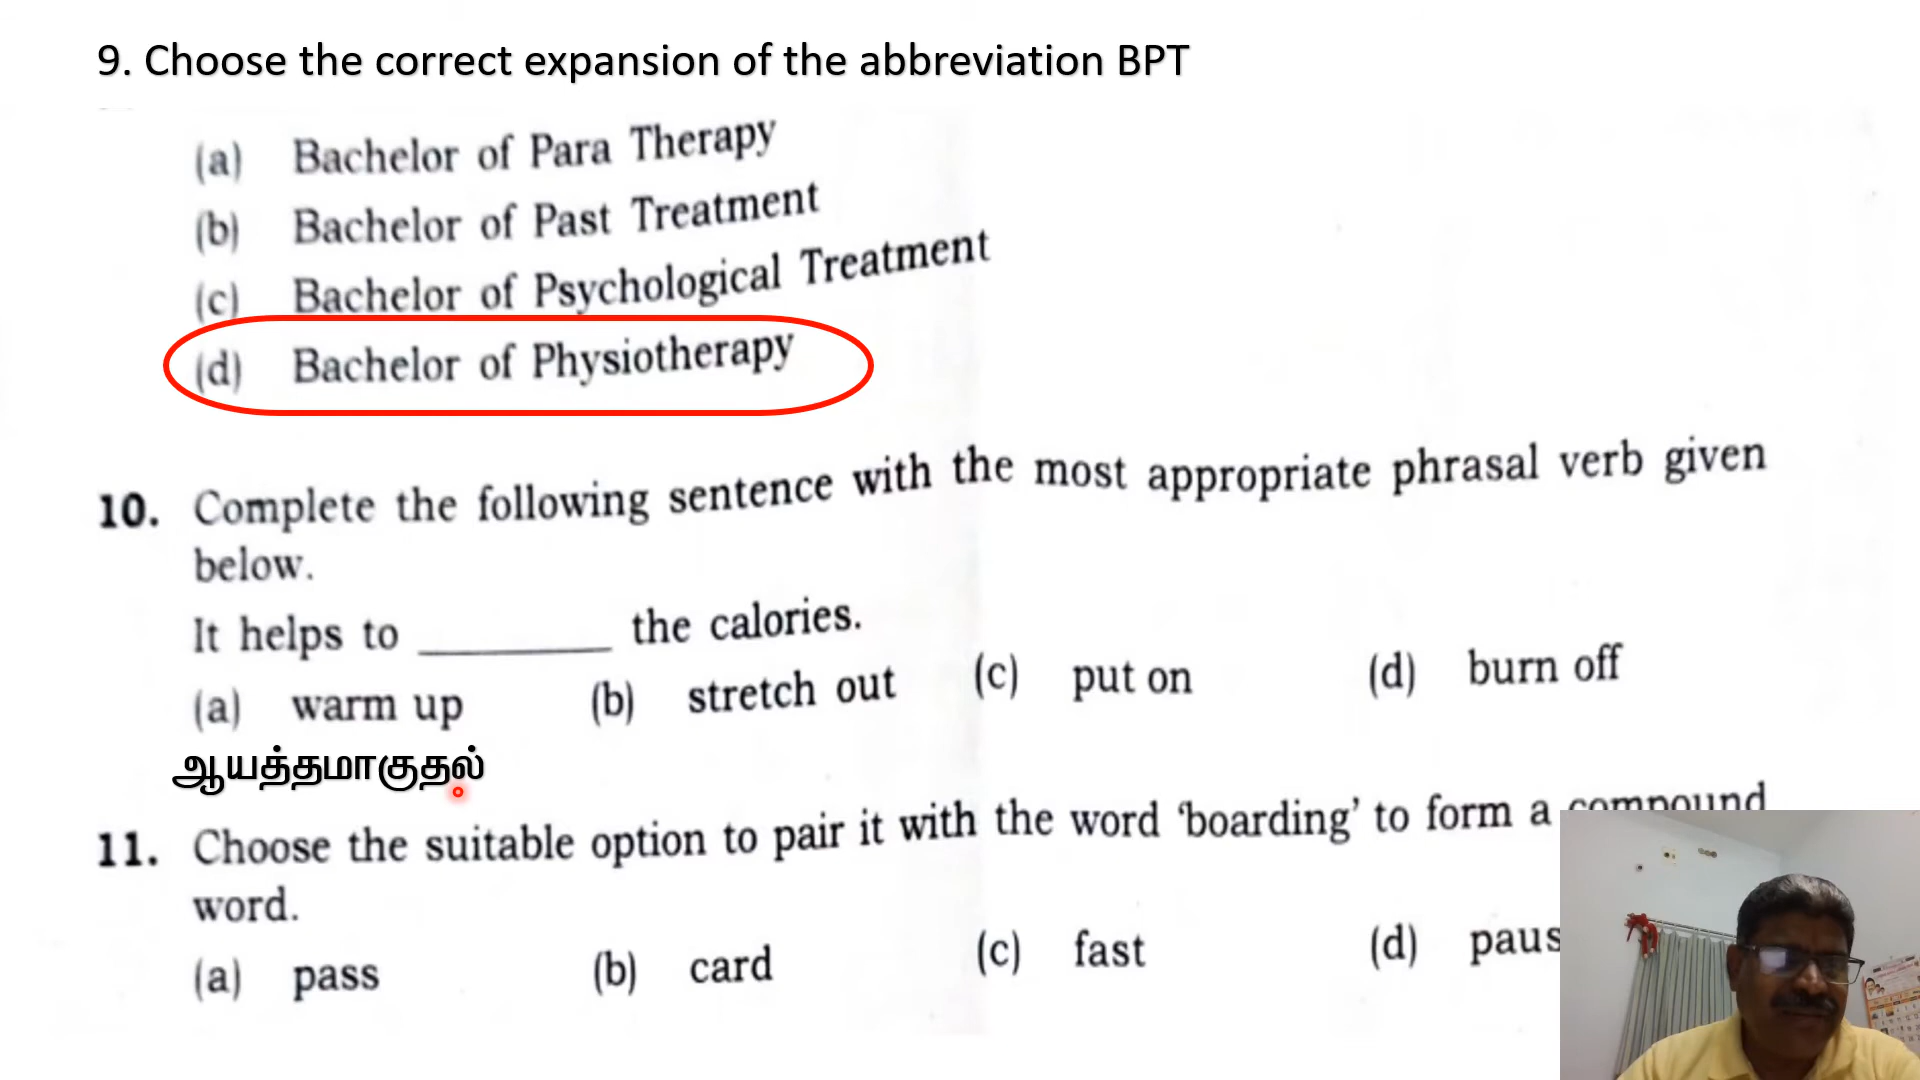 9. Choose the correct expansion of the abbreviation BPT
(a) Bachelor of Para Therapy
(b) Bachelor of Past Treatment
(c) Bachelor of Psychological Treatment
(d) Bachelor of Physiotherapy
10. Complete the following sentence with the most appropriate phrasal verb given
below.
It helps to ________ the calories.
(a) warm up (b) stretch out (c) put on (d) burn off
ஆயத்தமாகுதல்
11. Choose the suitable option to pair it with the word ‘boarding’ to form a compound
word.
(a) pass (b) card (c) fast (d) paus